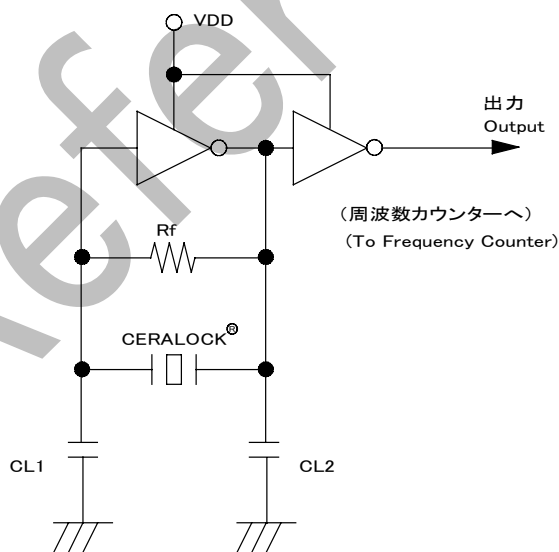 VDD
出力
Output
(周波数カウンターへ)
(To Frequency Counter)
Rf
CERALOCK®
CL1
CL2